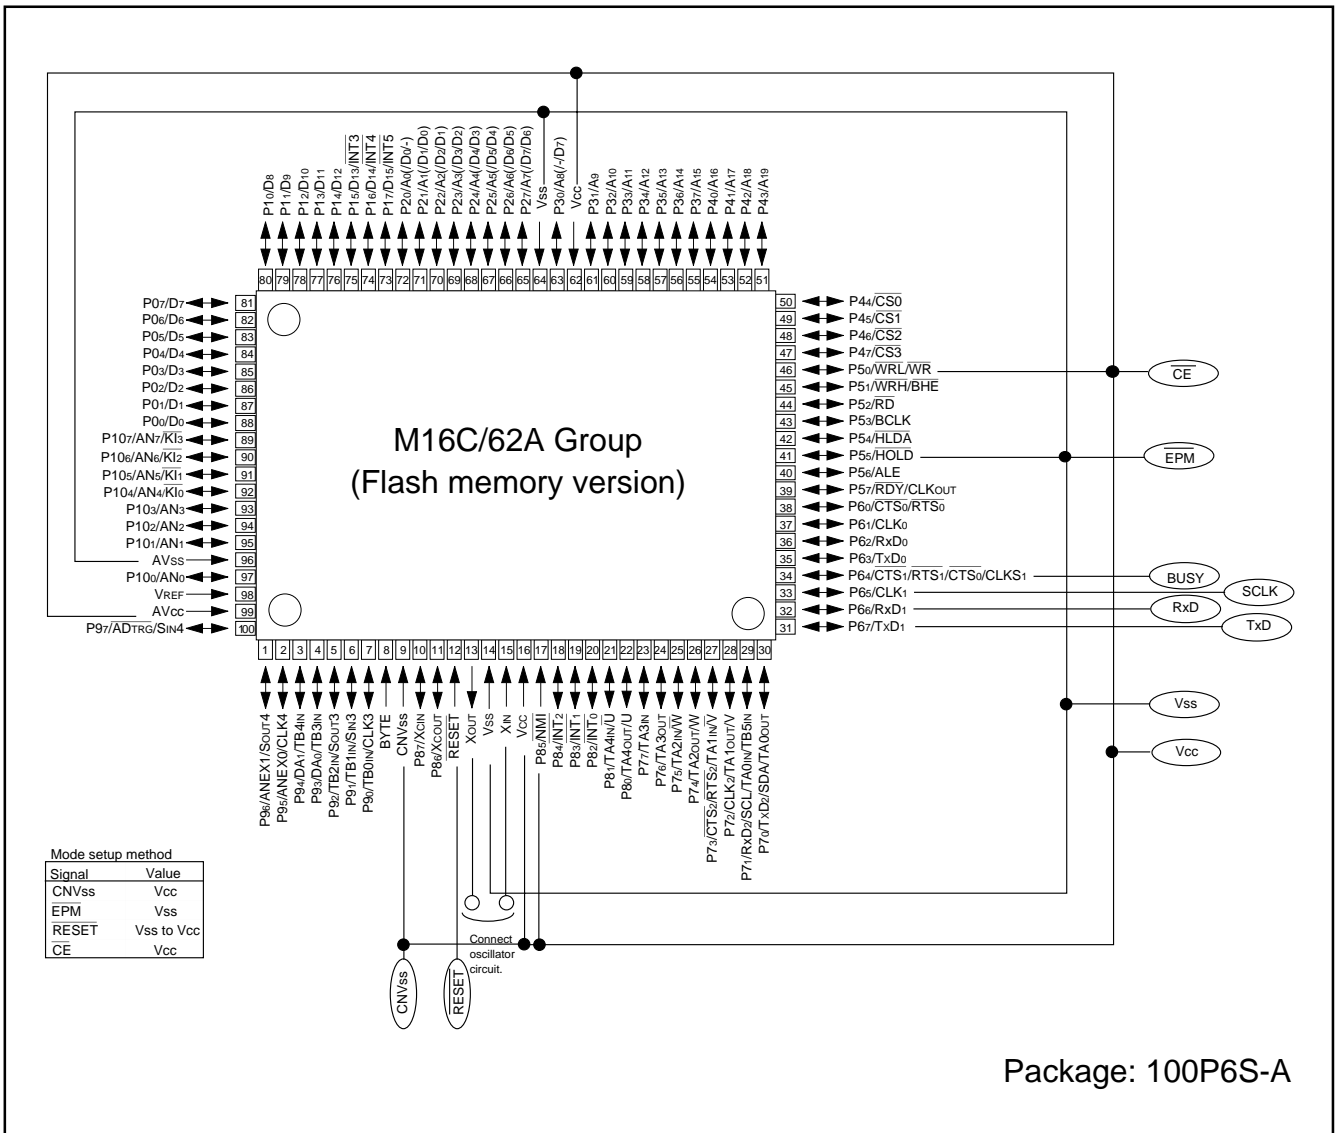 P10/D8
P11/D9
P12/D10
P13/D11
P14/D12
P15/D13/INT3
P16/D14/INT4
P17/D15/INT5
P20/A0(/D0/-)
P21/A1(/D1/D0)
P22/A2(/D2/D1)
P23/A3(/D3/D2)
P24/A4(/D4/D3)
P25/A5(/D5/D4)
P26/A6(/D6/D5)
P27/A7(/D7/D6)
Vss
P30/A8(/-/D7)
Vcc
P31/A9
P32/A10
P33/A11
P34/A12
P35/A13
P36/A14
P37/A15
P40/A16
P41/A17
P42/A18
P43/A19
80 79 78 77 76 75 74 73 72 71 70 69 68 67 66 65 64 63 62 61 60 59 58 57 56 55 54 53 52 51
P07/D7 81
P06/D6 82
P05/D5 83
P04/D4 84
P03/D3 85
P02/D2 86
P01/D1 87
P00/D0 88
P107/AN7/KI3 89
P106/AN6/KI2 90
P105/AN5/KI1 91
P104/AN4/KI0 92
P103/AN3 93
P102/AN2 94
P101/AN1 95
AVss 96
P100/AN0 97
VREF 98
AVcc 99
P97/ADTRG/SIN4 100
M16C/62A Group
(Flash memory version)
50 P44/CS0
49 P45/CS1
48 P46/CS2
47 P47/CS3
46 P50/WRL/WR
45 P51/WRH/BHE
44 P52/RD
43 P53/BCLK
42 P54/HLDA
41 P55/HOLD
40 P56/ALE
39 P57/RDY/CLKOUT
38 P60/CTS0/RTS0
37 P61/CLK0
36 P62/RxD0
35 P63/TxD0
34 P64/CTS1/RTS1/CTS0/CLKS1
33 P65/CLK1
32 P66/RxD1
31 P67/TxD1
CE
EPM
BUSY
SCLK
RxD
TxD
Vss
Vcc
1 2 3 4 5 6 7 8 9 10 11 12 13 14 15 16 17 18 19 20 21 22 23 24 25 26 27 28 29 30
P96/ANEX1/SOUT4
P95/ANEX0/CLK4
P94/DA1/TB4IN
P93/DA0/TB3IN
P92/TB2IN/SOUT3
P91/TB1IN/SIN3
P90/TB0IN/CLK3
BYTE
CNVss
P87/XCIN
P86/XCOUT
RESET
XOUT
Vss
XIN
Vcc
P85/NMI
P84/INT2
P83/INT1
P82/INT0
P81/TA4IN/U
P80/TA4OUT/U
P77/TA3IN
P76/TA3OUT
P75/TA2IN/W
P74/TA2OUT/W
P73/CTS2/RTS2/TA1IN/V
P72/CLK2/TA1OUT/V
P71/RxD2/SCL/TA0IN/TB5IN
P70/TxD2/SDA/TA0OUT
Mode setup method
Signal Value
CNVss Vcc
EPM Vss
RESET Vss to Vcc
CE Vcc
Connect
oscillator
circuit.
CNVss
RESET
Package: 100P6S-A